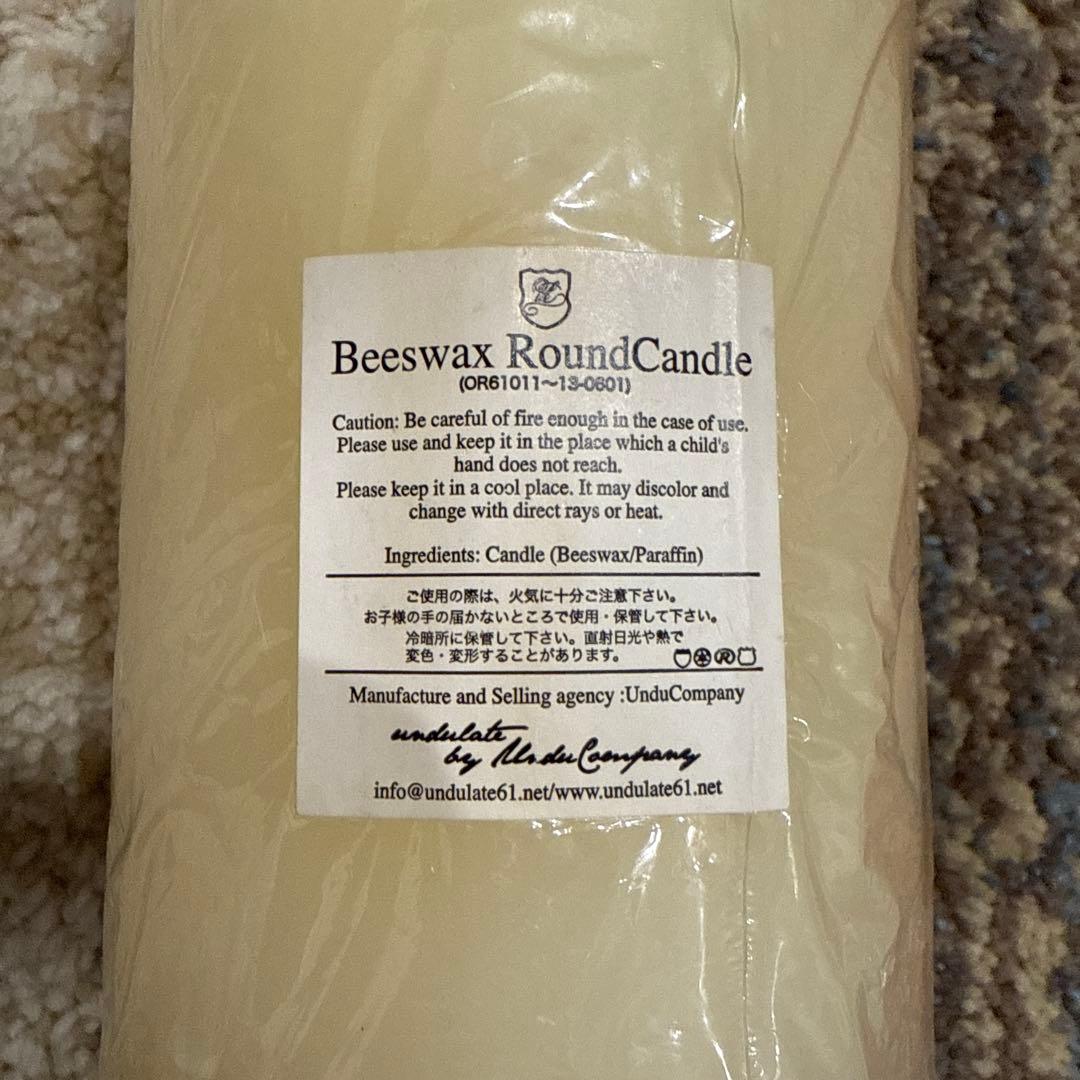 Beeswax RoundCandle
(OR61011~13-0601)
Caution: Be careful of fire enough in the case of use.
Please use and keep it in the place which a child's
hand does not reach.
Please keep it in a cool place. It may discolor and
change with direct rays or heat.
Ingredients: Candle (Beeswax/Paraffin)
ご使用の際は、火気に十分ご注意下さい。
お子様の手の届かないところで使用・保管して下さい。
冷暗所に保管して下さい。直射日光や熱で
変色・変形することがあります。
Manufacture and Selling agency :UnduCompany
undulate
by UnduCompany
info@undulate61.net/www.undulate61.net